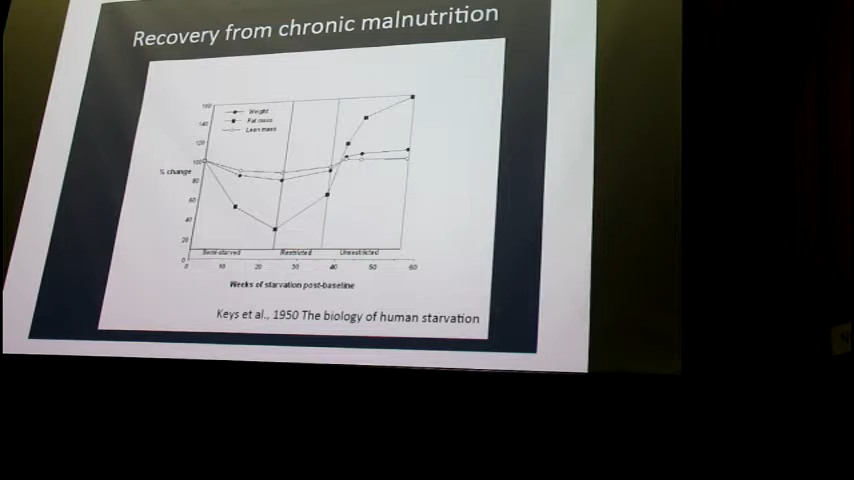 Recovery from chronic malnutrition
160
140
120
100
80
60
40
20
0
% change
Weight
Fat mass
Lean mass
Semi-starved
Restricted
Unrestricted
0 10 20 30 40 50 60
Weeks of starvation post-baseline
Keys et al., 1950 The biology of human starvation